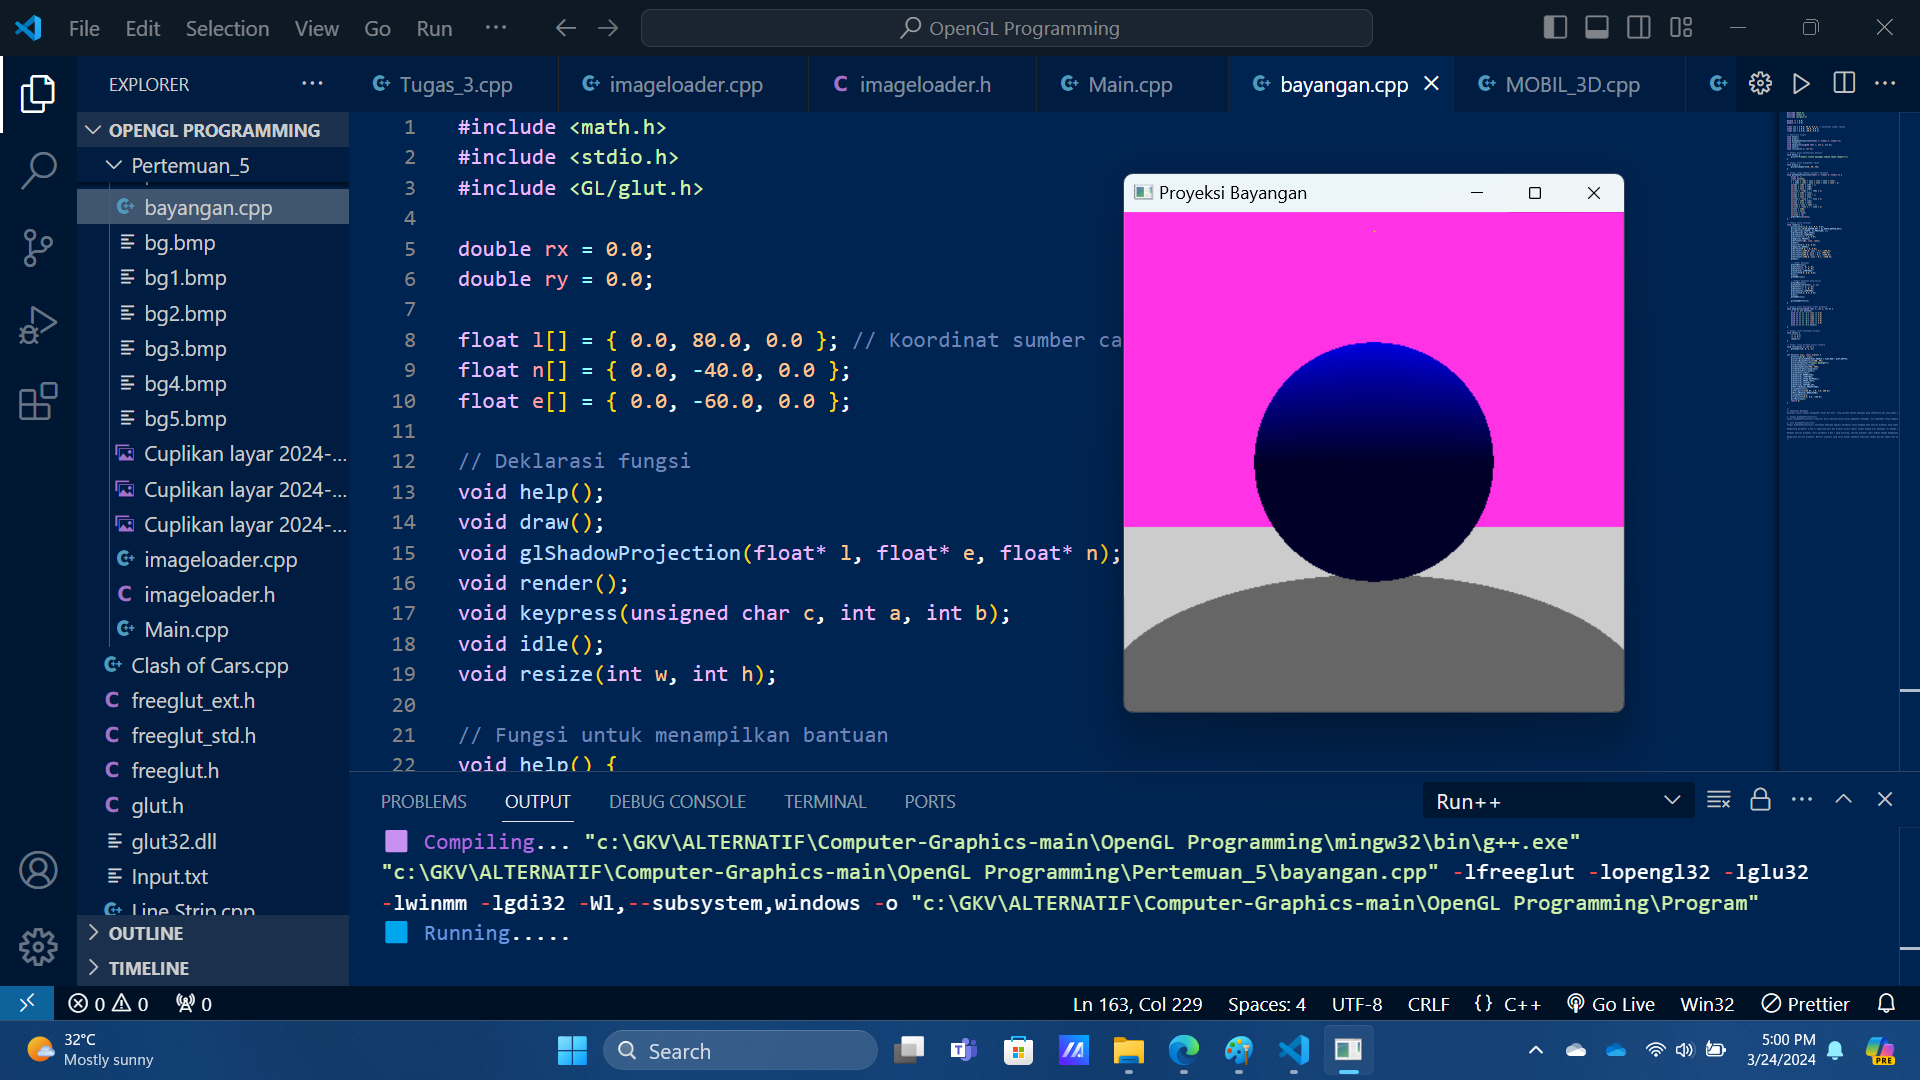 File Edit Selection View Go Run ··· OpenGL Programming
EXPLORER ···
OPENGL PROGRAMMING
Pertemuan_5
bayangan.cpp
bg.bmp
bg1.bmp
bg2.bmp
bg3.bmp
bg4.bmp
bg5.bmp
Cuplikan layar 2024-...
Cuplikan layar 2024-...
Cuplikan layar 2024-...
imageloader.cpp
imageloader.h
Main.cpp
Clash of Cars.cpp
freeglut_ext.h
freeglut_std.h
freeglut.h
glut.h
glut32.dll
Input.txt
Line Strip.cpp
OUTLINE
TIMELINE
Tugas_3.cpp imageloader.cpp imageloader.h Main.cpp bayangan.cpp MOBIL_3D.cpp
1 #include <math.h>
2 #include <stdio.h>
3 #include <GL/glut.h>
4
5 double rx = 0.0;
6 double ry = 0.0;
7
8 float l[] = { 0.0, 80.0, 0.0 }; // Koordinat sumber ca
9 float n[] = { 0.0, -40.0, 0.0 };
10 float e[] = { 0.0, -60.0, 0.0 };
11
12 // Deklarasi fungsi
13 void help();
14 void draw();
15 void glShadowProjection(float* l, float* e, float* n);
16 void render();
17 void keypress(unsigned char c, int a, int b);
18 void idle();
19 void resize(int w, int h);
20
21 // Fungsi untuk menampilkan bantuan
22 void help() {
Proyeksi Bayangan
PROBLEMS OUTPUT DEBUG CONSOLE TERMINAL PORTS Run++
Compiling... "c:\GKV\ALTERNATIF\Computer-Graphics-main\OpenGL Programming\mingw32\bin\g++.exe"
"c:\GKV\ALTERNATIF\Computer-Graphics-main\OpenGL Programming\Pertemuan_5\bayangan.cpp" -lfreeglut -lopengl32 -lglu32
-lwinmm -lgdi32 -Wl,--subsystem,windows -o "c:\GKV\ALTERNATIF\Computer-Graphics-main\OpenGL Programming\Program"
Running.....
0 0 0 Ln 163, Col 229 Spaces: 4 UTF-8 CRLF {} C++ Go Live Win32 Prettier
32°C
Mostly sunny
Search
5:00 PM
3/24/2024
PRE